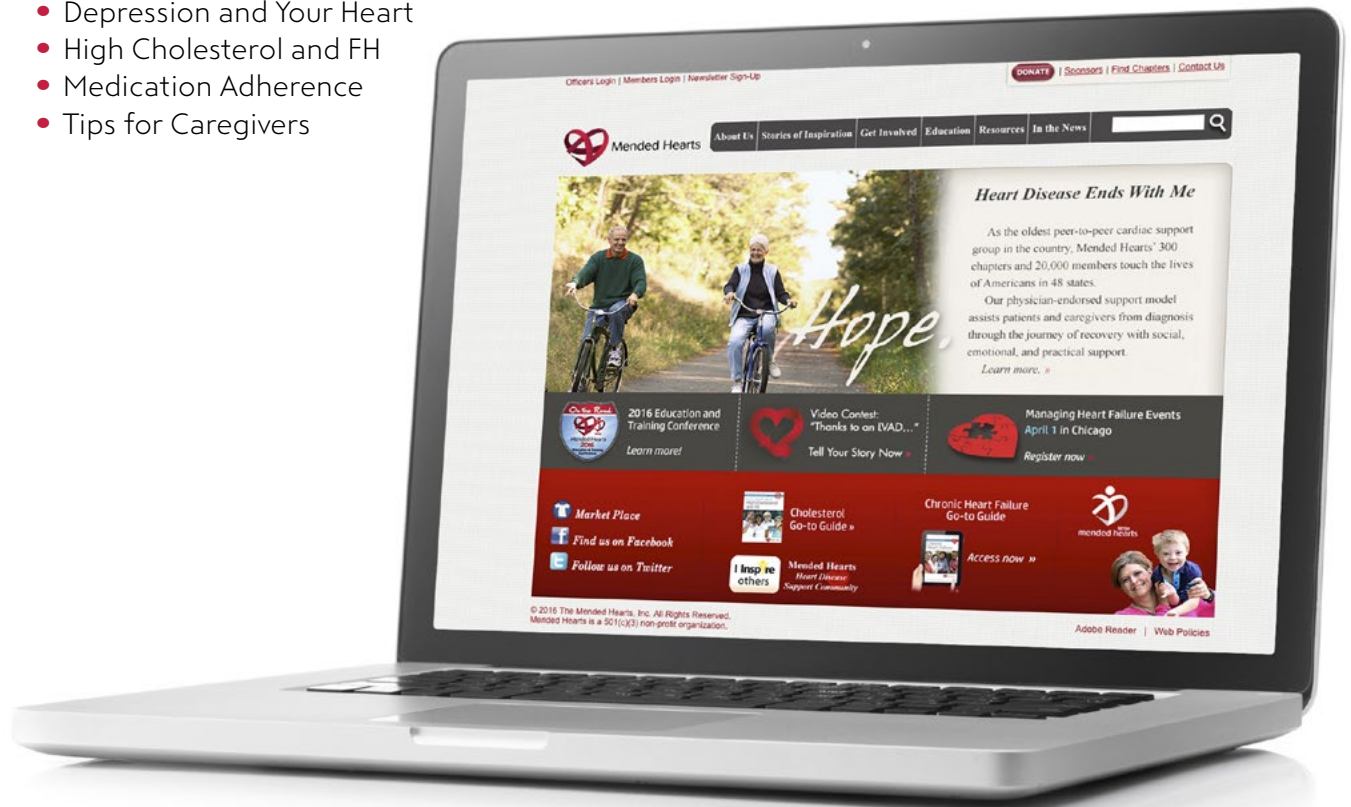 • Depression and Your Heart
• High Cholesterol and FH
• Medication Adherence
• Tips for Caregivers
Officers Login | Members Login | Newsletter Sign-Up
DONATE | Sponsors | Find Chapters | Contact Us
Mended Hearts
About Us Stories of Inspiration Get Involved Education Resources In the News
Heart Disease Ends With Me
As the oldest peer-to-peer cardiac support
group in the country, Mended Hearts' 300
chapters and 20,000 members touch the lives
of Americans in 48 states.
Our physician-endorsed support model
assists patients and caregivers from diagnosis
through the journey of recovery with social,
emotional, and practical support.
Learn more. »
Hope.
On the Road
Mended Hearts
2016
2016 Education and
Training Conference
Learn more!
Video Contest:
"Thanks to an LVAD..."
Tell Your Story Now »
Managing Heart Failure Events
April 1 in Chicago
Register now »
Market Place
Find us on Facebook
Follow us on Twitter
Cholesterol
Go-to Guide »
I Inspire
others
Mended Hearts
Heart Disease
Support Community
Chronic Heart Failure
Go-to Guide
Access now »
mended hearts
© 2016 The Mended Hearts, Inc. All Rights Reserved.
Mended Hearts is a 501(c)(3) non-profit organization.
Adobe Reader | Web Policies